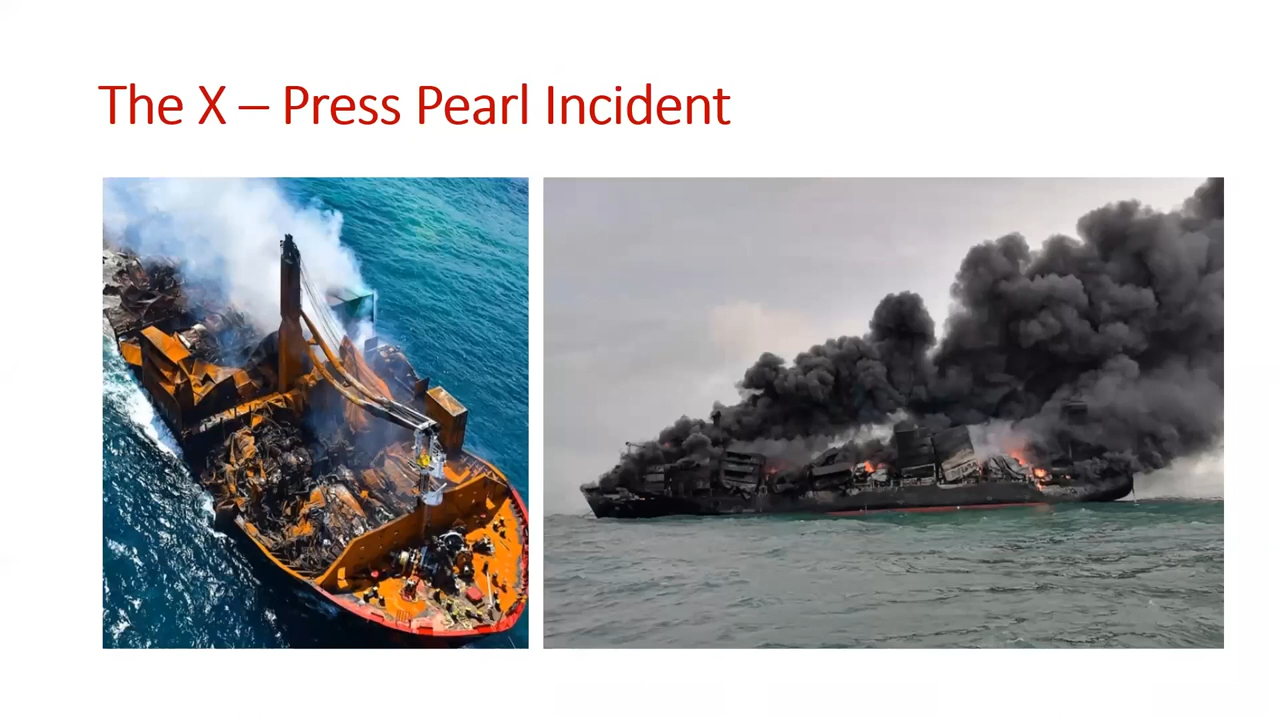 The X – Press Pearl Incident